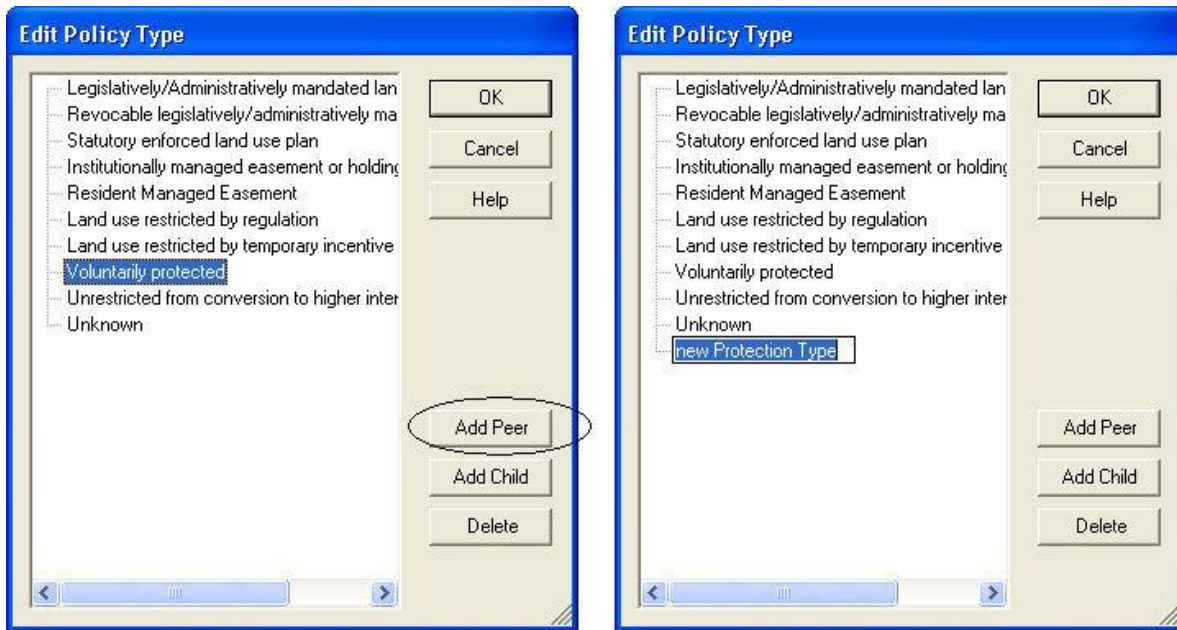 Edit Policy Type
Legislatively/Administratively mandated lan
Revocable legislatively/administratively ma
Statutory enforced land use plan
Institutionally managed easement or holding
Resident Managed Easement
Land use restricted by regulation
Land use restricted by temporary incentive
Voluntarily protected
Unrestricted from conversion to higher inter
Unknown
OK
Cancel
Help
Add Peer
Add Child
Delete
Edit Policy Type
Legislatively/Administratively mandated lan
Revocable legislatively/administratively ma
Statutory enforced land use plan
Institutionally managed easement or holding
Resident Managed Easement
Land use restricted by regulation
Land use restricted by temporary incentive
Voluntarily protected
Unrestricted from conversion to higher inter
Unknown
new Protection Type
OK
Cancel
Help
Add Peer
Add Child
Delete